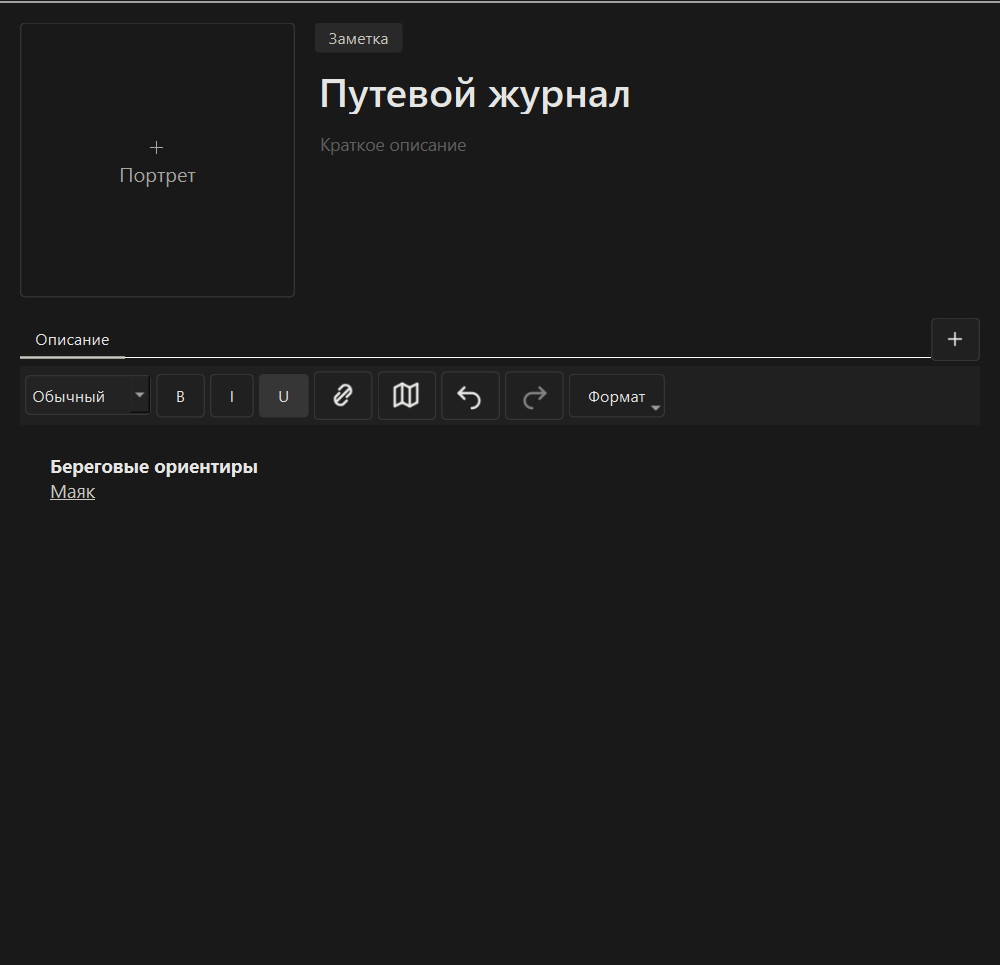 Заметка
Путевой журнал
Краткое описание
+
Портрет
Описание
+
Обычный B I U Формат
Береговые ориентиры
Маяк